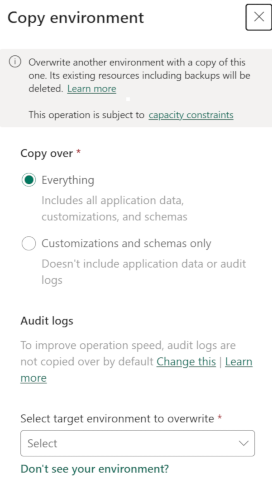 Copy environment
Overwrite another environment with a copy of this
one. Its existing resources including backups will be
deleted. Learn more
This operation is subject to capacity constraints
Copy over *
Everything
Includes all application data,
customizations, and schemas
Customizations and schemas only
Doesn't include application data or audit
logs
Audit logs
To improve operation speed, audit logs are
not copied over by default Change this | Learn
more
Select target environment to overwrite *
Select
Don't see your environment?